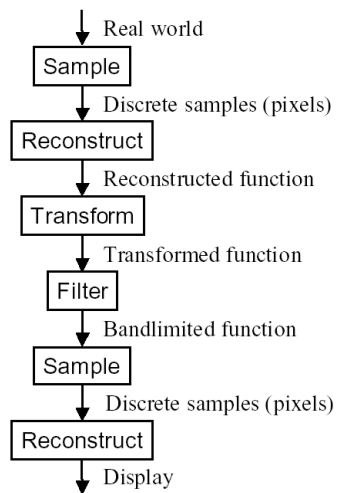 Real world
Sample
Discrete samples (pixels)
Reconstruct
Reconstructed function
Transform
Transformed function
Filter
Bandlimited function
Sample
Discrete samples (pixels)
Reconstruct
Display